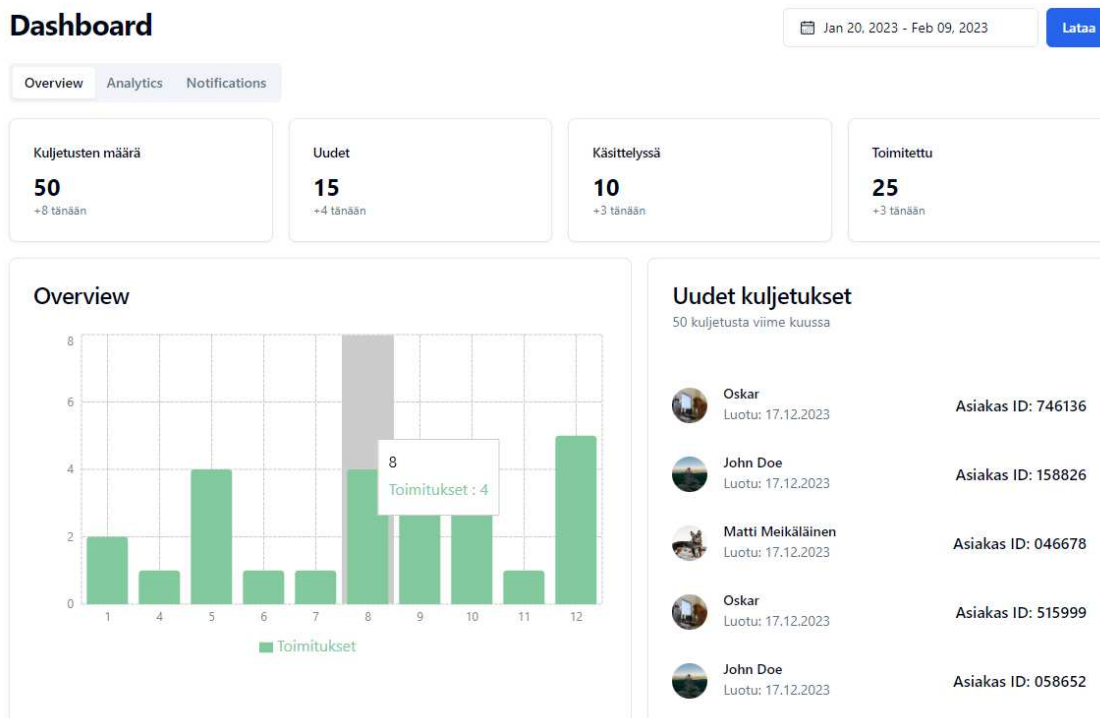 Dashboard
Jan 20, 2023 - Feb 09, 2023
Lataa
Overview Analytics Notifications
Kuljetusten määrä
50
+8 tänään
Uudet
15
+4 tänään
Käsittelyssä
10
+3 tänään
Toimitettu
25
+3 tänään
Overview
8
6
4
2
0
8
Toimitukset : 4
1 4 5 6 7 8 9 10 11 12
Toimitukset
Uudet kuljetukset
50 kuljetusta viime kuussa
Oskar
Luotu: 17.12.2023
Asiakas ID: 746136
John Doe
Luotu: 17.12.2023
Asiakas ID: 158826
Matti Meikäläinen
Luotu: 17.12.2023
Asiakas ID: 046678
Oskar
Luotu: 17.12.2023
Asiakas ID: 515999
John Doe
Luotu: 17.12.2023
Asiakas ID: 058652